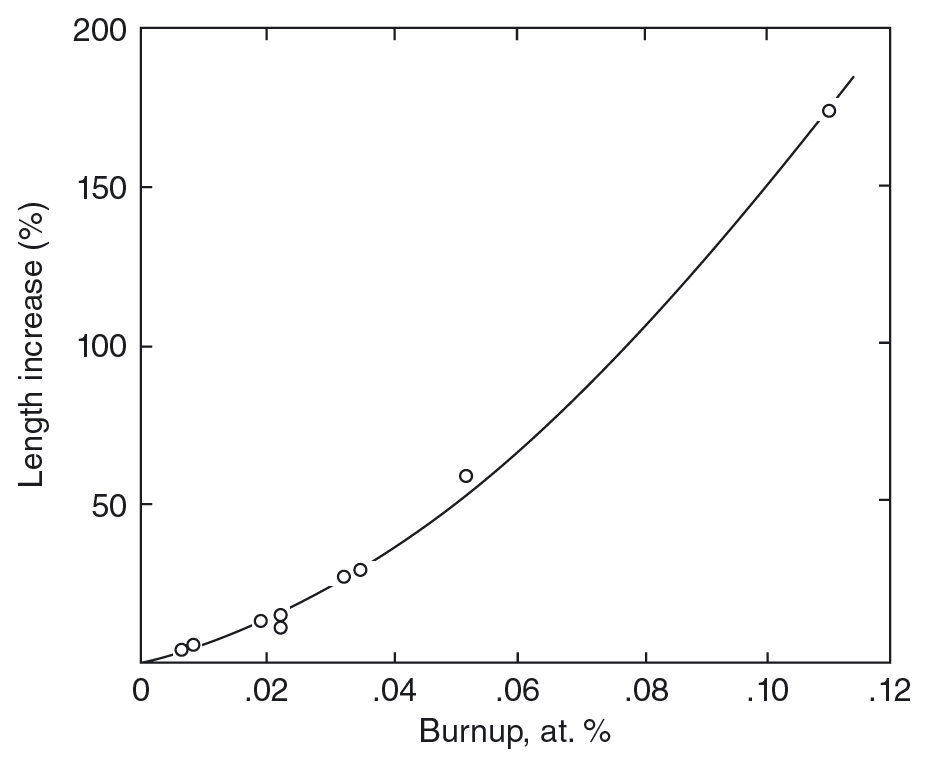 200
150
100
50
Length increase (%)
0 .02 .04 .06 .08 .10 .12
Burnup, at. %